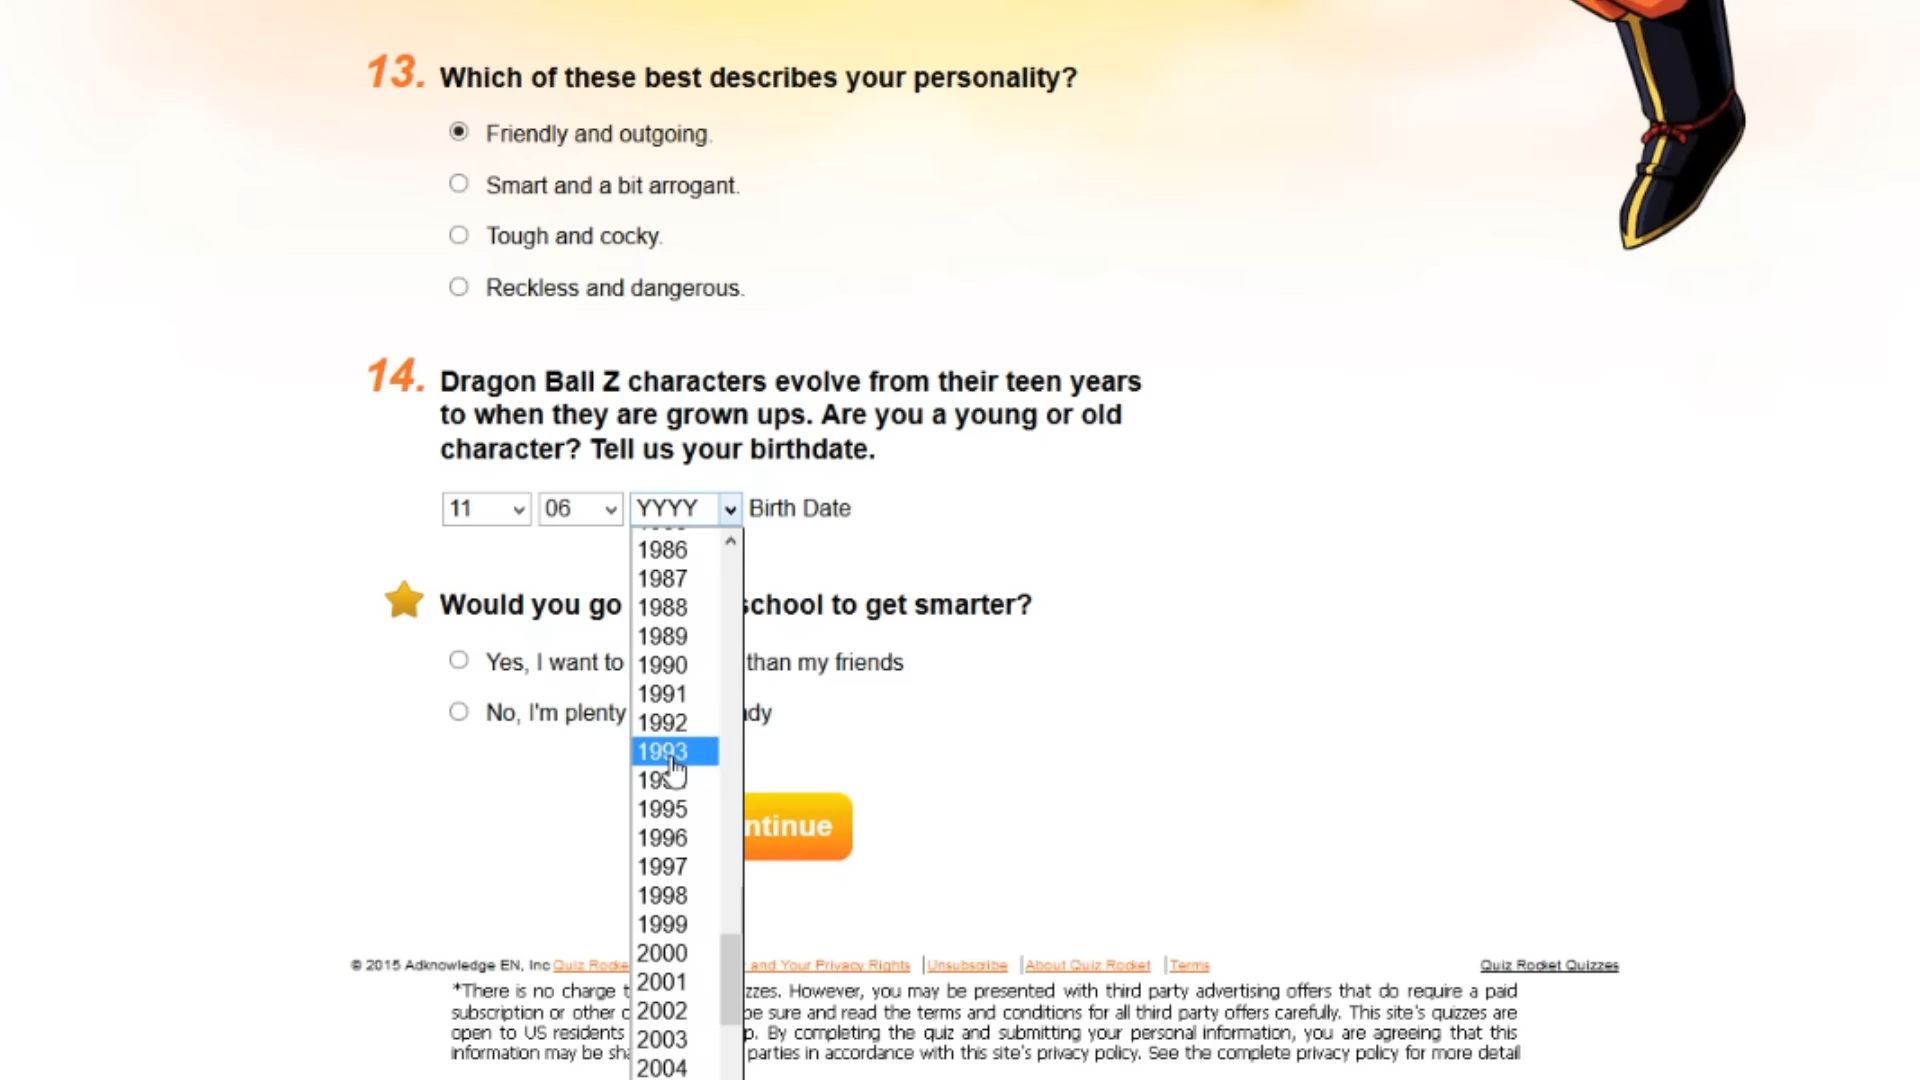 13. Which of these best describes your personality?
Friendly and outgoing.
Smart and a bit arrogant.
Tough and cocky.
Reckless and dangerous.
14. Dragon Ball Z characters evolve from their teen years
to when they are grown ups. Are you a young or old
character? Tell us your birthdate.
11 06 YYYY Birth Date
1986
1987
1988
1989
1990
1991
1992
1993
1995
1996
1997
1998
1999
2000
2001
2002
2003
2004
Would you go school to get smarter?
Yes, I want to than my friends
No, I'm plenty
ntinue
© 2015 Adknowledge EN, Inc Quiz and Your Privacy Rights | Unsubscribe | About Quiz Rocket | Terms Quiz Rocket Quizzes
*There is no charge zzes. However, you may be presented with third party advertising offers that do require a paid
subscription or other be sure and read the terms and conditions for all third party offers carefully. This site's quizzes are
open to US residents p. By completing the quiz and submitting your personal information, you are agreeing that this
information may be parties in accordance with this site's privacy policy. See the complete privacy policy for more detail